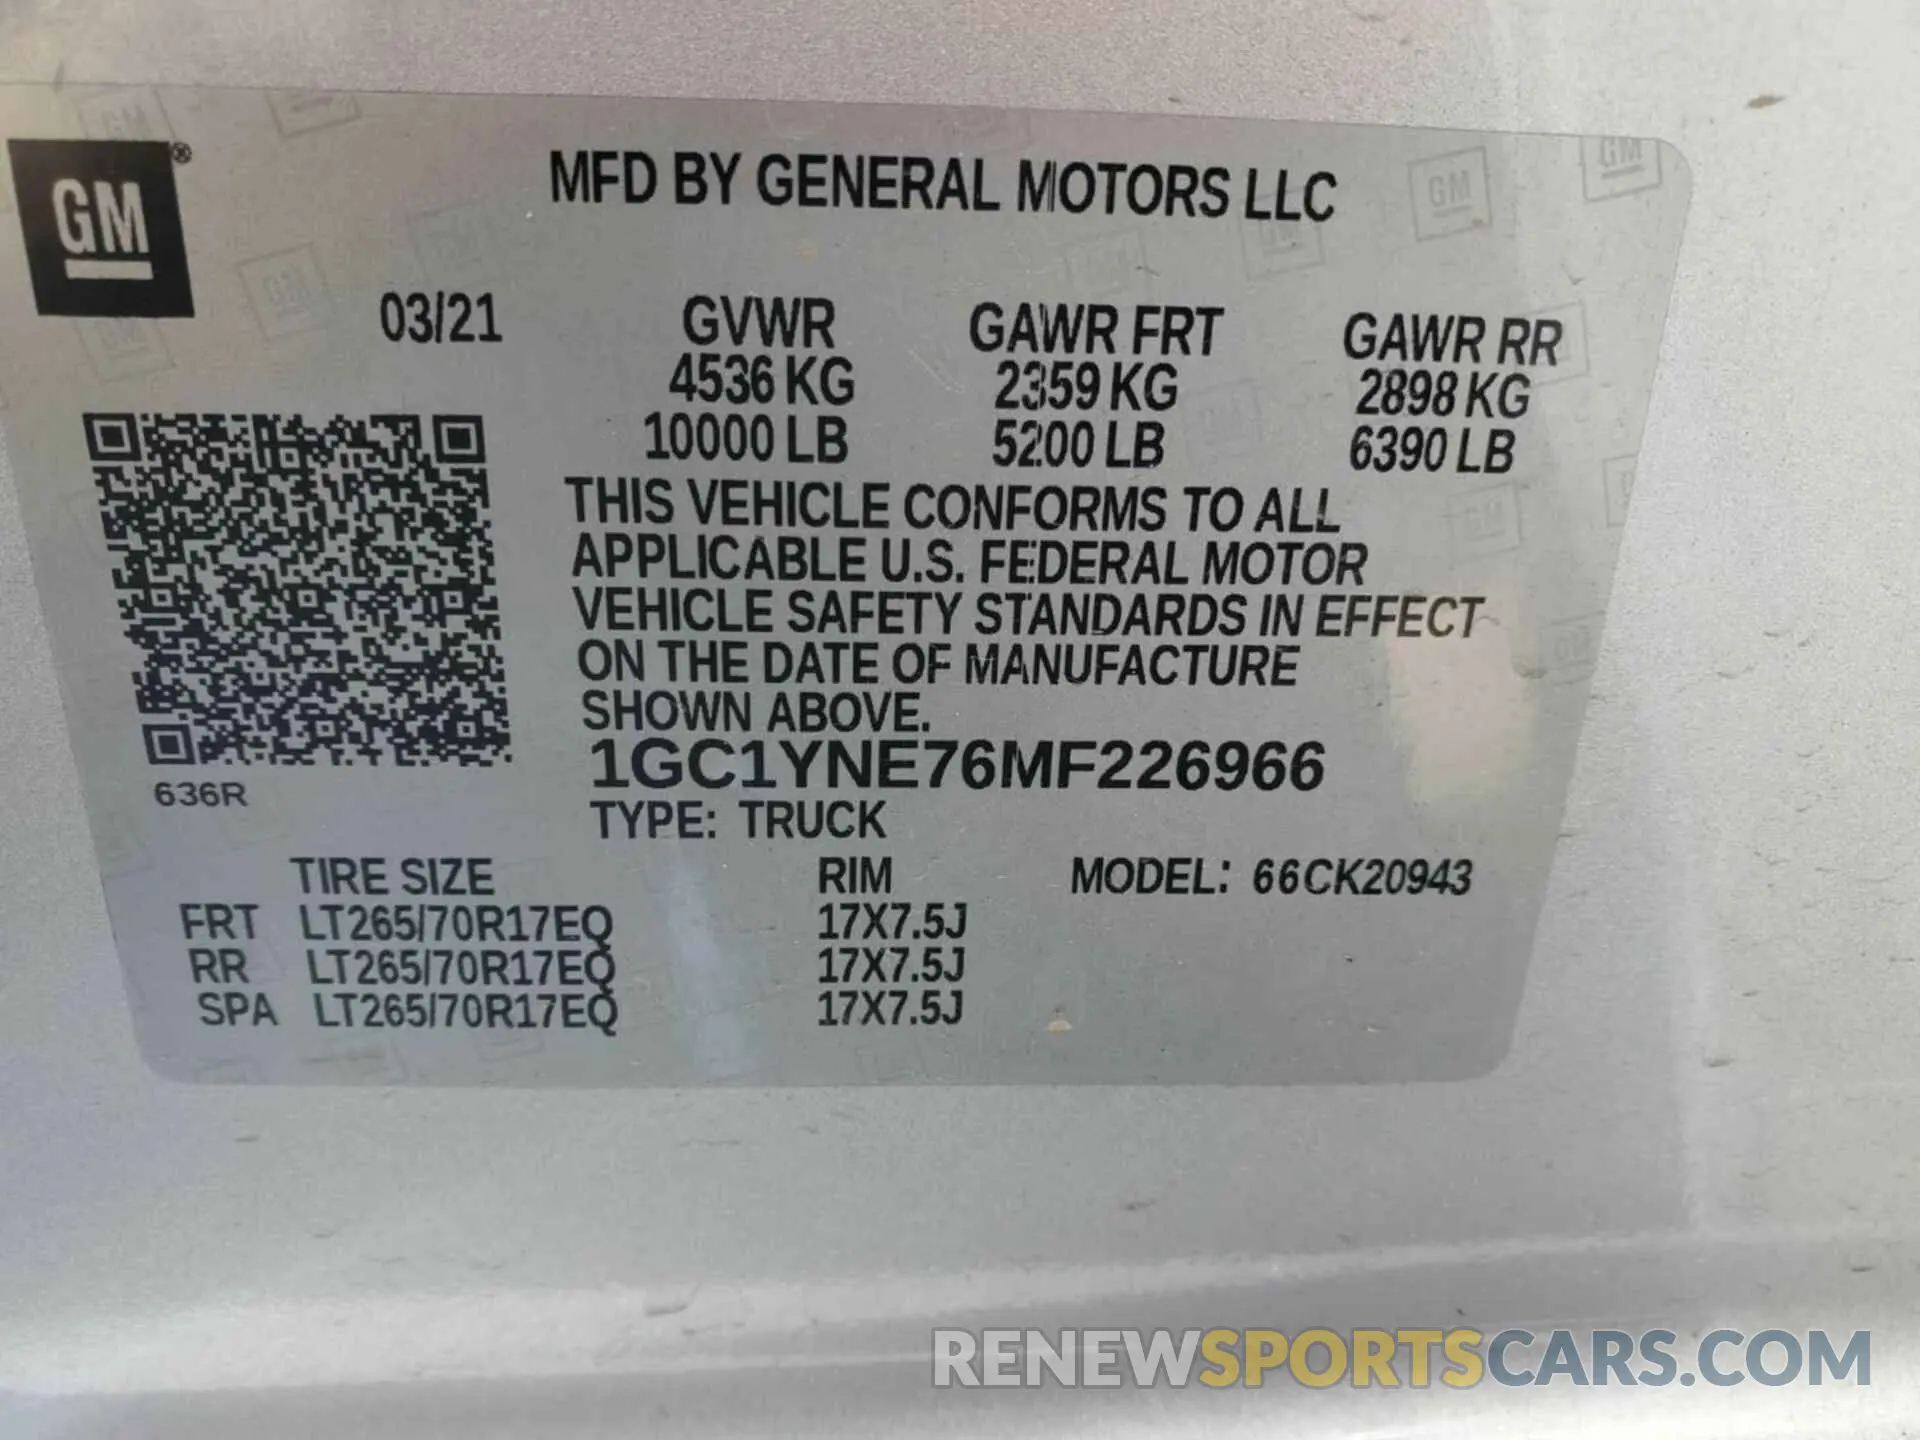 GM®
MFD BY GENERAL MOTORS LLC
03/21 GVWR GAWR FRT GAWR RR
4536 KG 2359 KG 2898 KG
10000 LB 5200 LB 6390 LB
THIS VEHICLE CONFORMS TO ALL
APPLICABLE U.S. FEDERAL MOTOR
VEHICLE SAFETY STANDARDS IN EFFECT
ON THE DATE OF MANUFACTURE
SHOWN ABOVE.
1GC1YNE76MF226966
636R
TYPE: TRUCK
TIRE SIZE RIM MODEL: 66CK20943
FRT LT265/70R17EQ 17X7.5J
RR LT265/70R17EQ 17X7.5J
SPA LT265/70R17EQ 17X7.5J
RENEWSPORTSCARS.COM